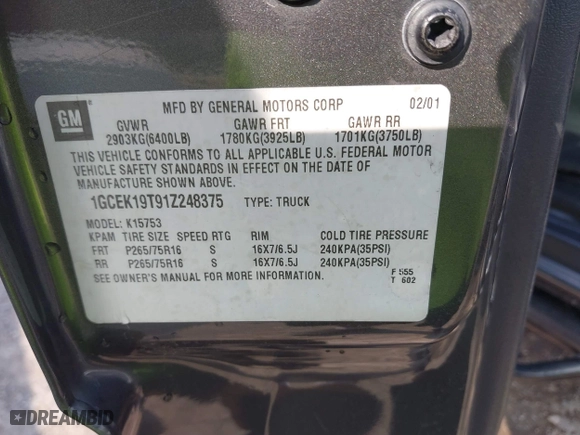 GM
MFD BY GENERAL MOTORS CORP 02/01
GVWR GAWR FRT GAWR RR
2903KG(6400LB) 1780KG(3925LB) 1701KG(3750LB)
THIS VEHICLE CONFORMS TO ALL APPLICABLE U.S. FEDERAL MOTOR
VEHICLE SAFETY STANDARDS IN EFFECT ON THE DATE OF
MANUFACTURE SHOWN ABOVE.
1GCEK19T91Z248375 TYPE: TRUCK
MODEL: K15753
KPAM TIRE SIZE SPEED RTG RIM COLD TIRE PRESSURE
FRT P265/75R16 S 16X7/6.5J 240KPA(35PSI)
RR P265/75R16 S 16X7/6.5J 240KPA(35PSI)
SEE OWNER'S MANUAL FOR MORE INFORMATION.
F 555
T 602
DREAMBID